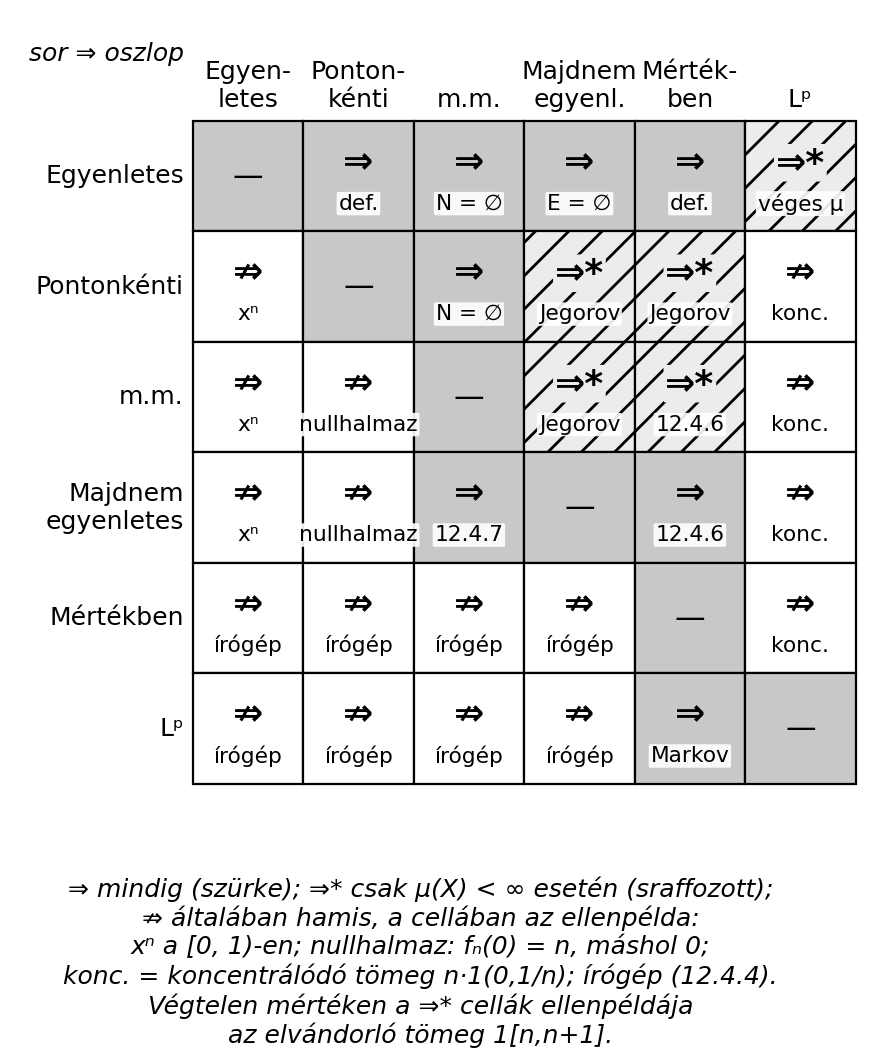 sor ⇒ oszlop
Egyen-
letes
Ponton-
kénti
m.m.
Majdnem
egyenl.
Mérték-
ben
Lᵖ
Egyenletes
— ⇒ ⇒ ⇒ ⇒ ⇒*
def. N = ∅ E = ∅ def. véges μ
Pontonkénti
⇏ — ⇒ ⇒* ⇒* ⇏
xⁿ N = ∅ Jegorov Jegorov konc.
m.m.
⇏ ⇏ — ⇒* ⇒* ⇏
xⁿ nullhalmaz Jegorov 12.4.6 konc.
Majdnem
egyenletes
⇏ ⇏ ⇒ — ⇒ ⇏
xⁿ nullhalmaz 12.4.7 12.4.6 konc.
Mértékben
⇏ ⇏ ⇏ ⇏ — ⇏
írógép írógép írógép írógép konc.
Lᵖ
⇏ ⇏ ⇏ ⇏ ⇒ —
írógép írógép írógép írógép Markov
⇒ mindig (szürke); ⇒* csak μ(X) < ∞ esetén (sraffozott);
⇏ általában hamis, a cellában az ellenpélda:
xⁿ a [0, 1)-en; nullhalmaz: fₙ(0) = n, máshol 0;
konc. = koncentrálódó tömeg n·1(0,1/n); írógép (12.4.4).
Végtelen mértéken a ⇒* cellák ellenpéldája
az elvándorló tömeg 1[n,n+1].